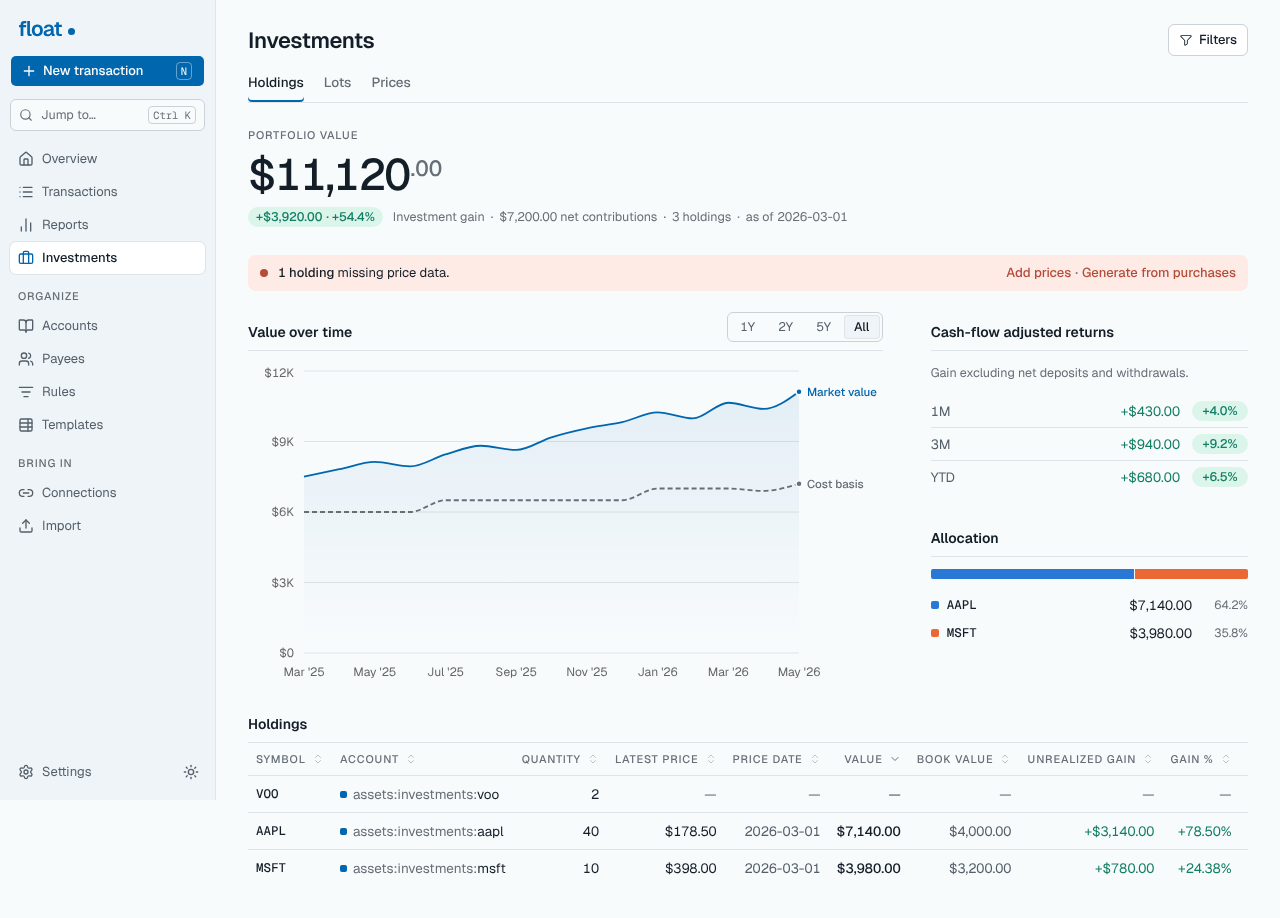 float
New transaction N
Jump to… Ctrl K
Overview
Transactions
Reports
Investments
ORGANIZE
Accounts
Payees
Rules
Templates
BRING IN
Connections
Import
Settings
Investments
Filters
Holdings Lots Prices
PORTFOLIO VALUE
$11,120.00
+$3,920.00 · +54.4% Investment gain · $7,200.00 net contributions · 3 holdings · as of 2026-03-01
1 holding missing price data. Add prices · Generate from purchases
Value over time 1Y 2Y 5Y All
$12K
$9K
$6K
$3K
$0
Market value
Cost basis
Mar '25 May '25 Jul '25 Sep '25 Nov '25 Jan '26 Mar '26 May '26
Cash-flow adjusted returns
Gain excluding net deposits and withdrawals.
1M +$430.00 +4.0%
3M +$940.00 +9.2%
YTD +$680.00 +6.5%
Allocation
AAPL $7,140.00 64.2%
MSFT $3,980.00 35.8%
Holdings
SYMBOL ACCOUNT QUANTITY LATEST PRICE PRICE DATE VALUE BOOK VALUE UNREALIZED GAIN GAIN %
VOO assets:investments:voo 2 — — — — — —
AAPL assets:investments:aapl 40 $178.50 2026-03-01 $7,140.00 $4,000.00 +$3,140.00 +78.50%
MSFT assets:investments:msft 10 $398.00 2026-03-01 $3,980.00 $3,200.00 +$780.00 +24.38%